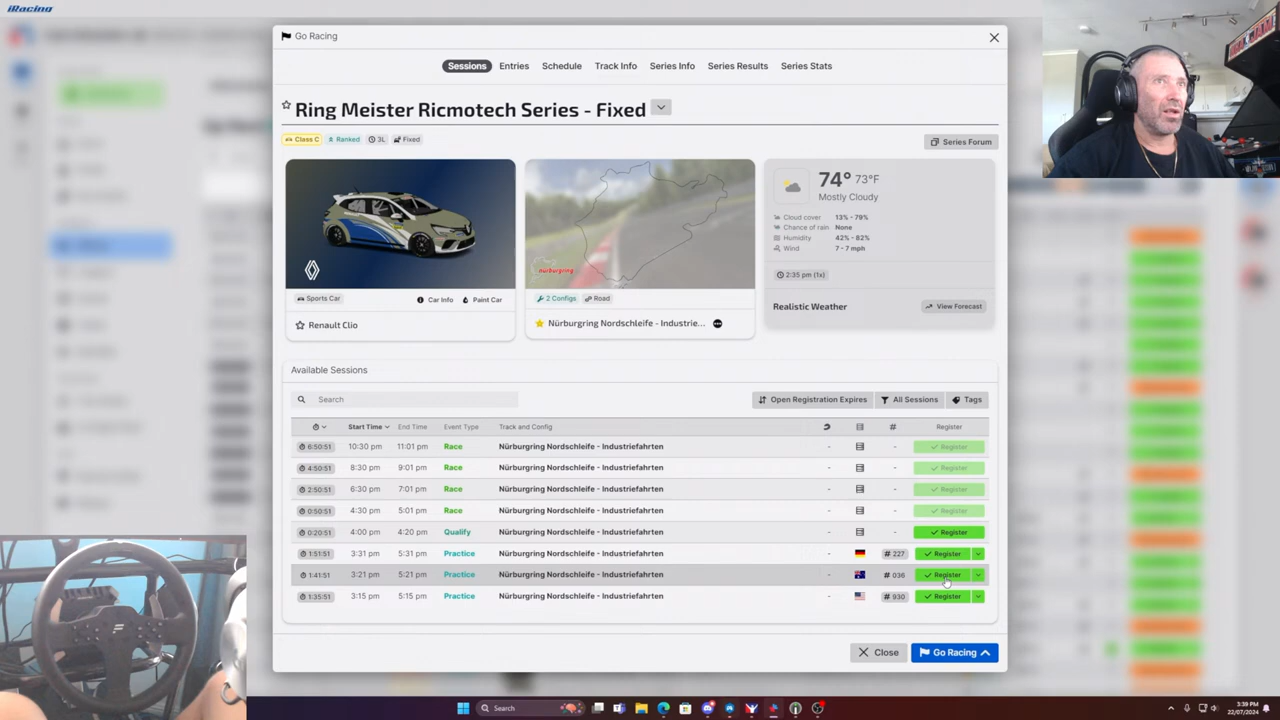 iRacing
Go Racing
Sessions Entries Schedule Track Info Series Info Series Results Series Stats
Ring Meister Ricmotech Series - Fixed
Class C Ranked 3L Fixed
Series Forum
74° 73°F
Mostly Cloudy
Cloud cover 13% - 79%
Chance of rain None
Humidity 42% - 82%
Wind 7 - 7 mph
2:35 pm (1x)
Realistic Weather View Forecast
Sports Car Car Info Paint Car
Renault Clio
nürburgring
2 Configs Road
Nürburgring Nordschleife - Industrie...
Available Sessions
Search Open Registration Expires All Sessions Tags
Start Time End Time Event Type Track and Config # Register
6:50:51 10:30 pm 11:01 pm Race Nürburgring Nordschleife - Industriefahrten - - Register
4:50:51 8:30 pm 9:01 pm Race Nürburgring Nordschleife - Industriefahrten - - Register
2:50:51 6:30 pm 7:01 pm Race Nürburgring Nordschleife - Industriefahrten - - Register
0:50:51 4:30 pm 5:01 pm Race Nürburgring Nordschleife - Industriefahrten - - Register
0:20:51 4:00 pm 4:20 pm Qualify Nürburgring Nordschleife - Industriefahrten - - Register
1:51:51 3:31 pm 5:31 pm Practice Nürburgring Nordschleife - Industriefahrten - # 227 Register
1:41:51 3:21 pm 5:21 pm Practice Nürburgring Nordschleife - Industriefahrten - # 036 Register
1:35:51 3:15 pm 5:15 pm Practice Nürburgring Nordschleife - Industriefahrten - # 930 Register
Close Go Racing
Search
3:39 PM
22/07/2024